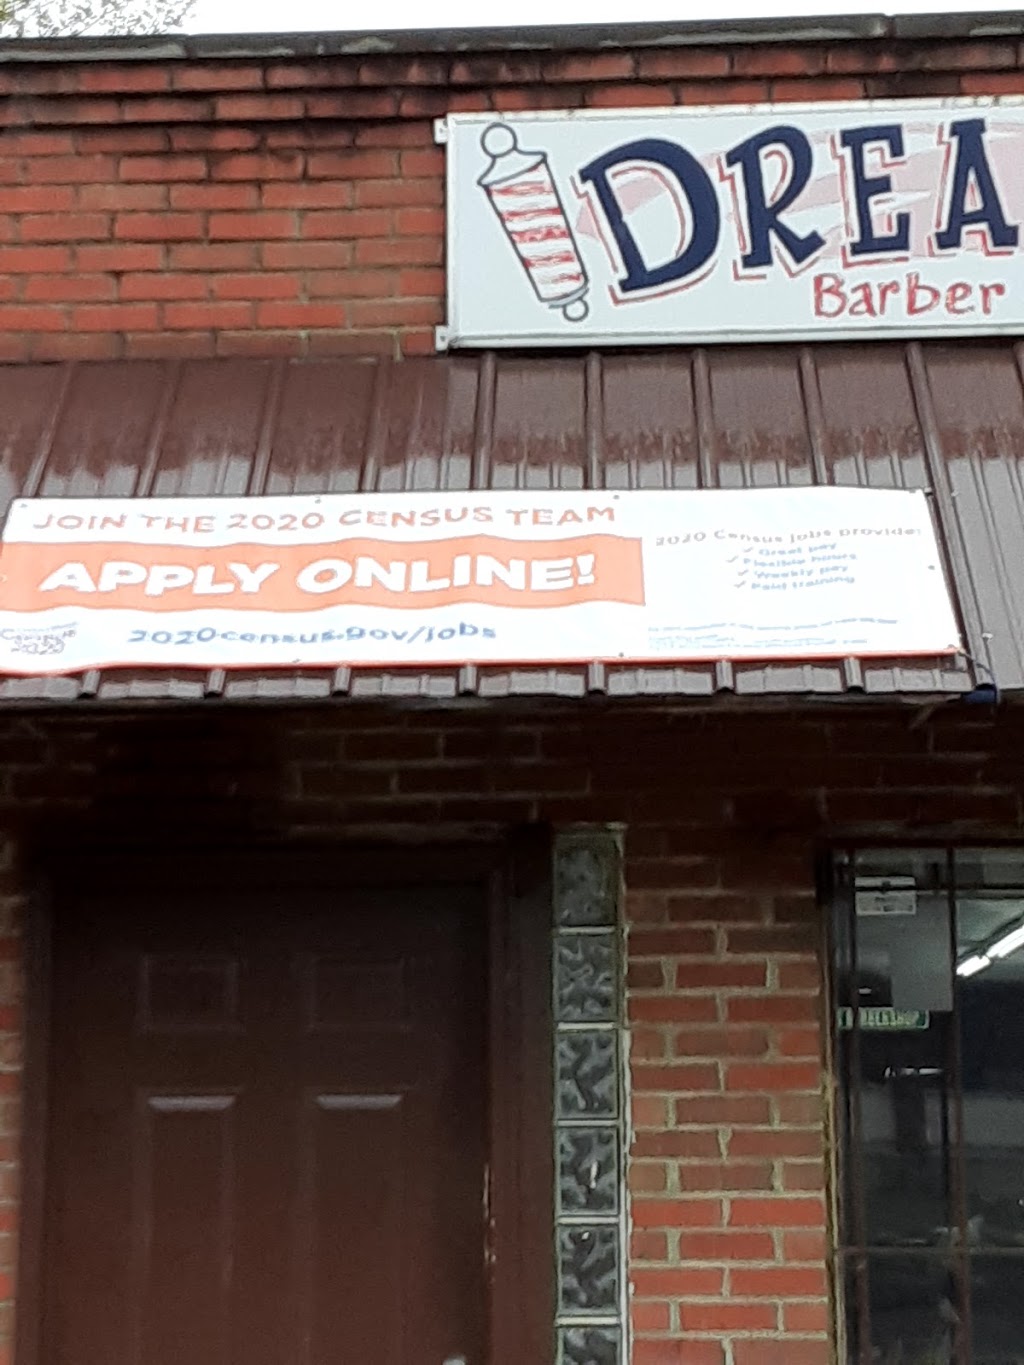 DREA
Barber
JOIN THE 2020 CENSUS TEAM
APPLY ONLINE!
2020census.gov/jobs
2020 Census jobs provide:
✓ Great pay
✓ Flexible hours
✓ Weekly pay
✓ Paid training